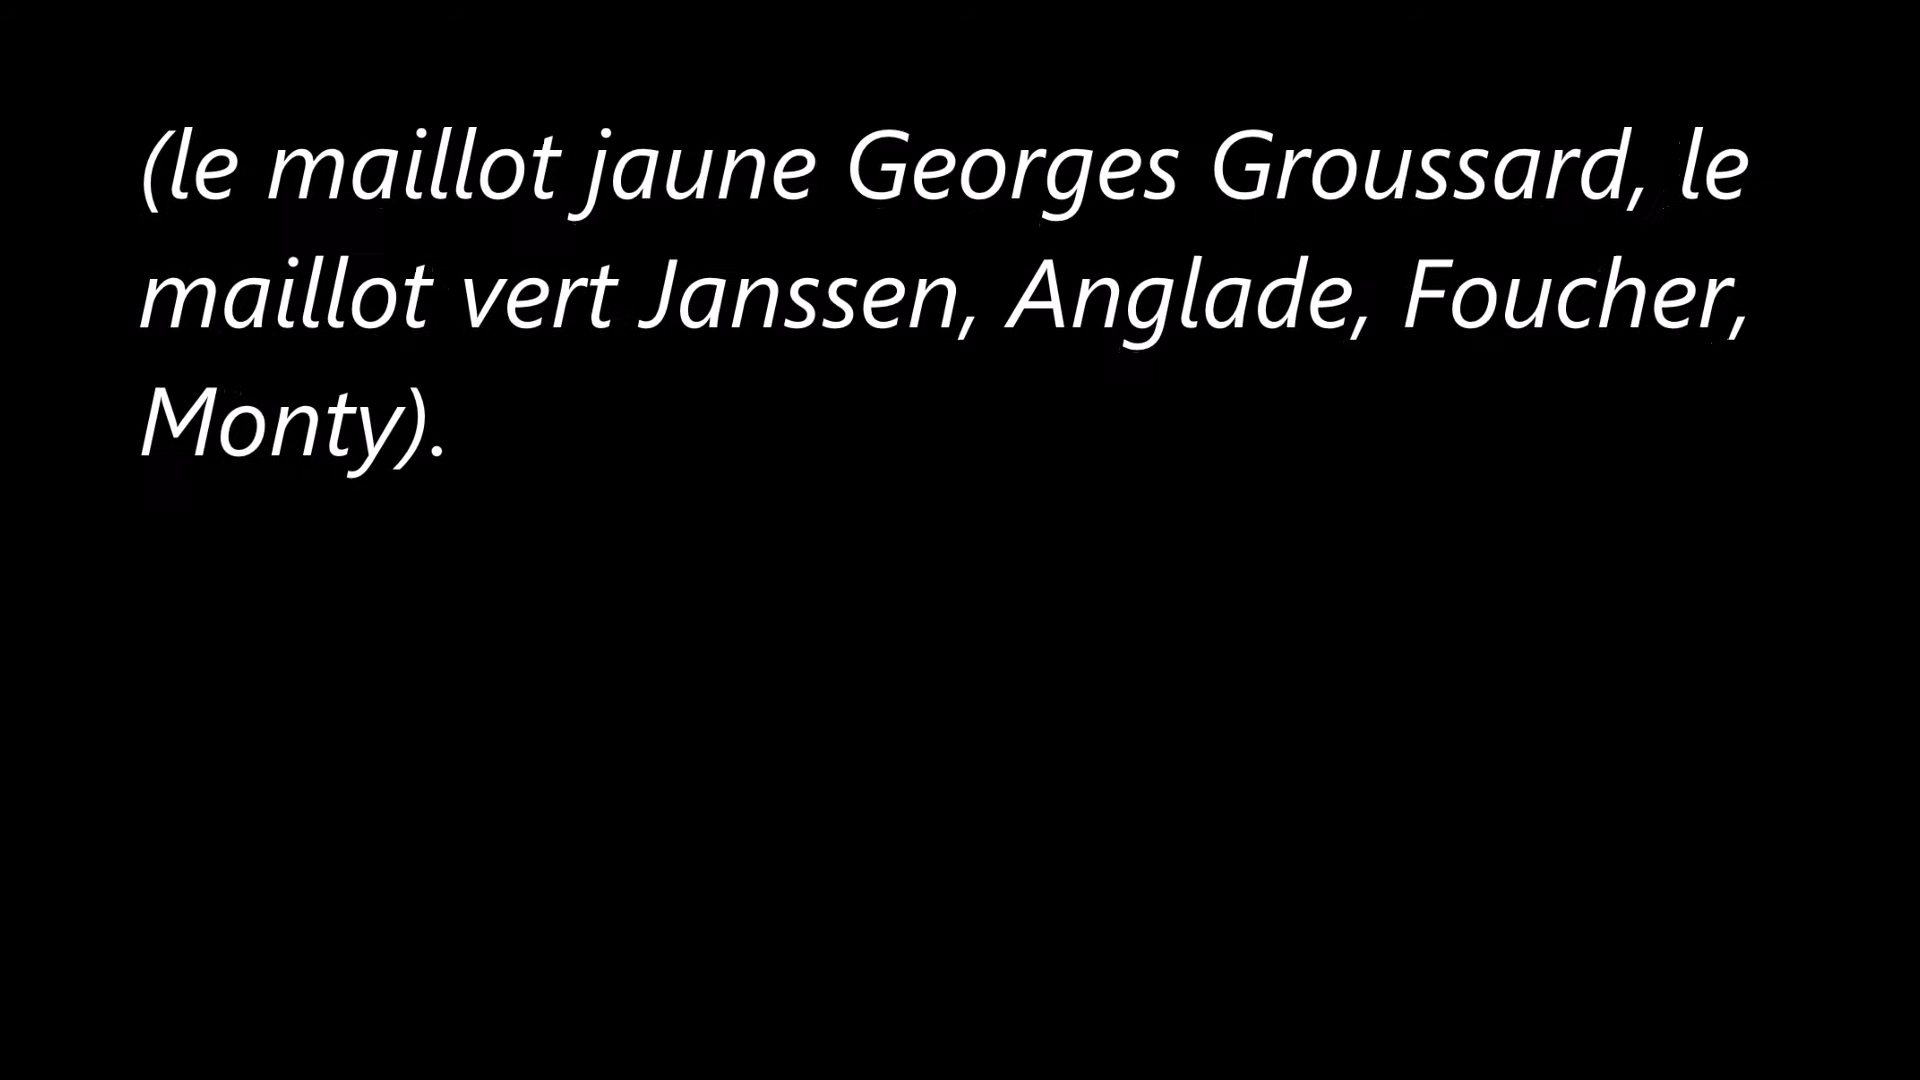 (le maillot jaune Georges Groussard, le
maillot vert Janssen, Anglade, Foucher,
Monty).